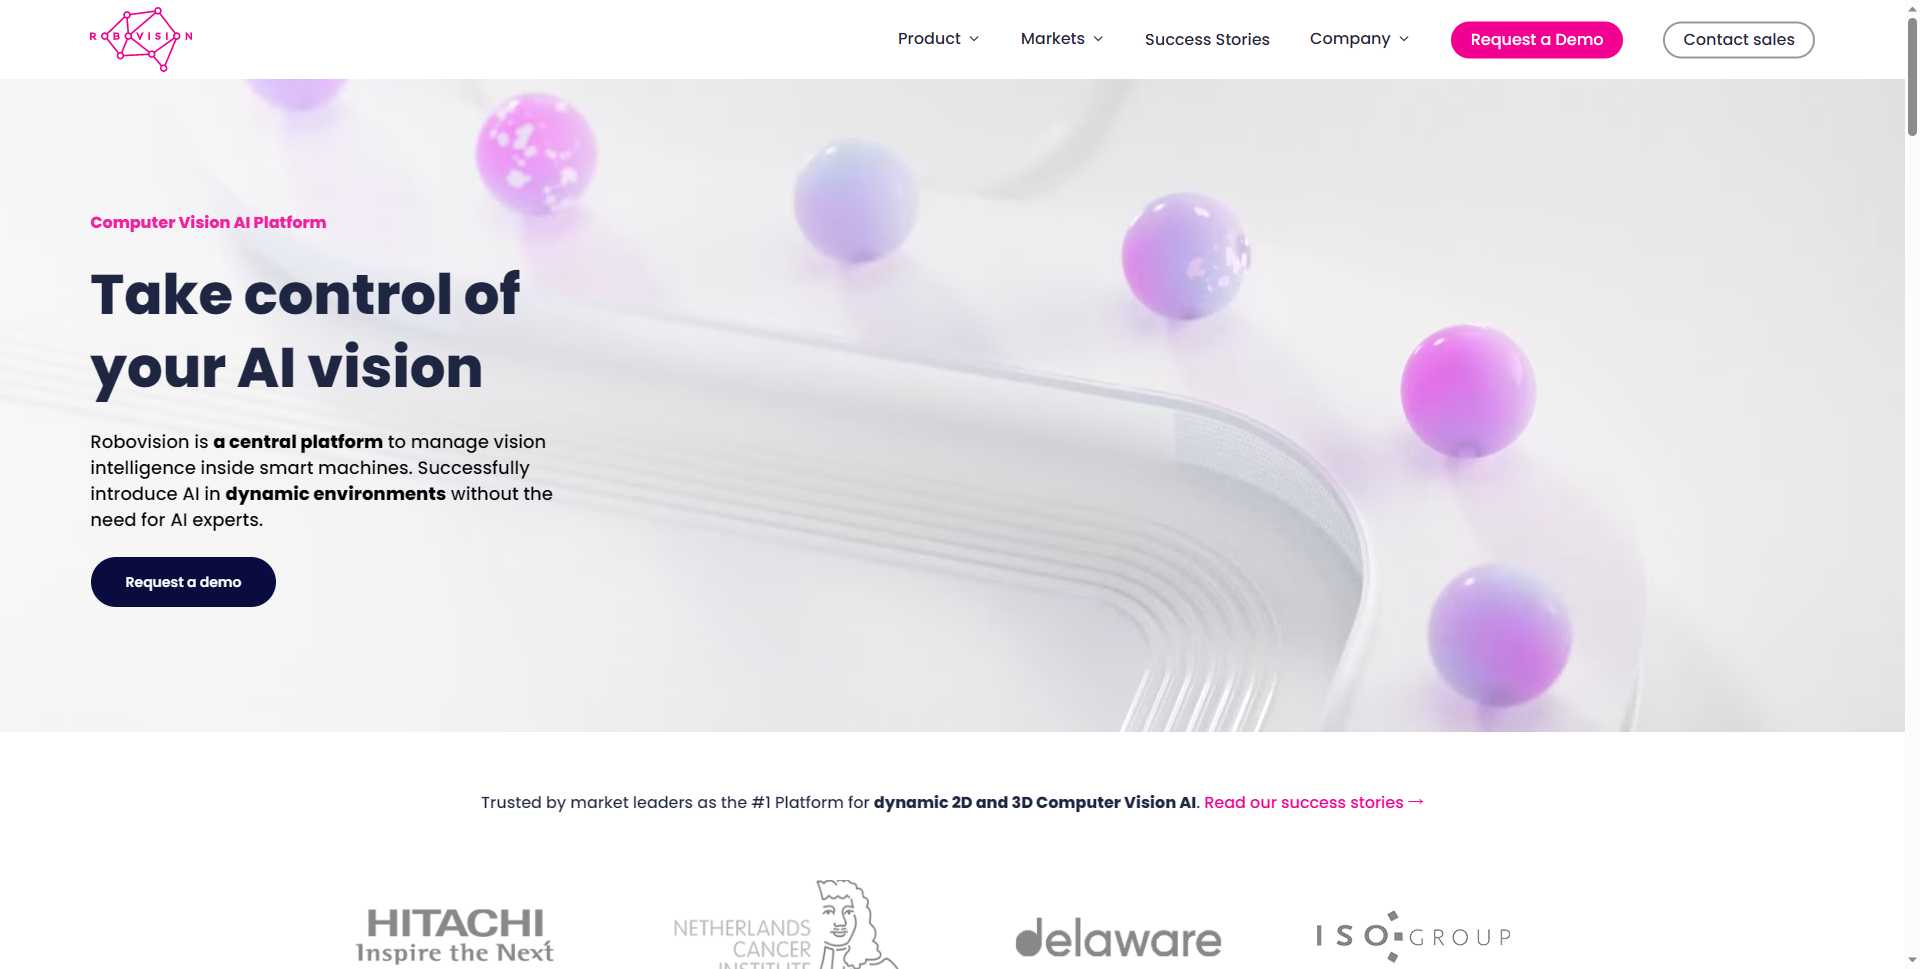 ROBOVISION
Product
Markets
Success Stories
Company
Request a Demo
Contact sales
Computer Vision AI Platform
Take control of
your AI vision
Robovision is a central platform to manage vision
intelligence inside smart machines. Successfully
introduce AI in dynamic environments without the
need for AI experts.
Request a demo
Trusted by market leaders as the #1 Platform for dynamic 2D and 3D Computer Vision AI. Read our success stories →
HITACHI
Inspire the Next
NETHERLANDS
CANCER
INSTITUTE
delaware
ISO GROUP